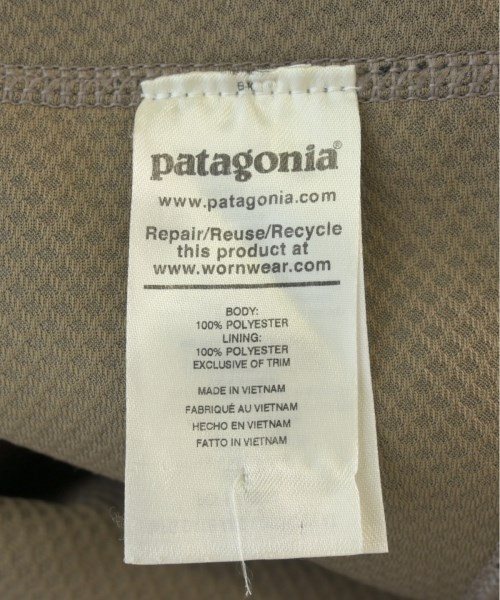 patagonia®
www.patagonia.com
Repair/Reuse/Recycle
this product at
www.wornwear.com
BODY:
100% POLYESTER
LINING:
100% POLYESTER
EXCLUSIVE OF TRIM
MADE IN VIETNAM
FABRIQUÉ AU VIETNAM
HECHO EN VIETNAM
FATTO IN VIETNAM